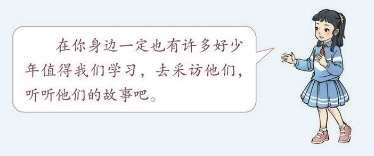 在你身边一定也有许多好少
年值得我们学习，去采访他们，
听听他们的故事吧。